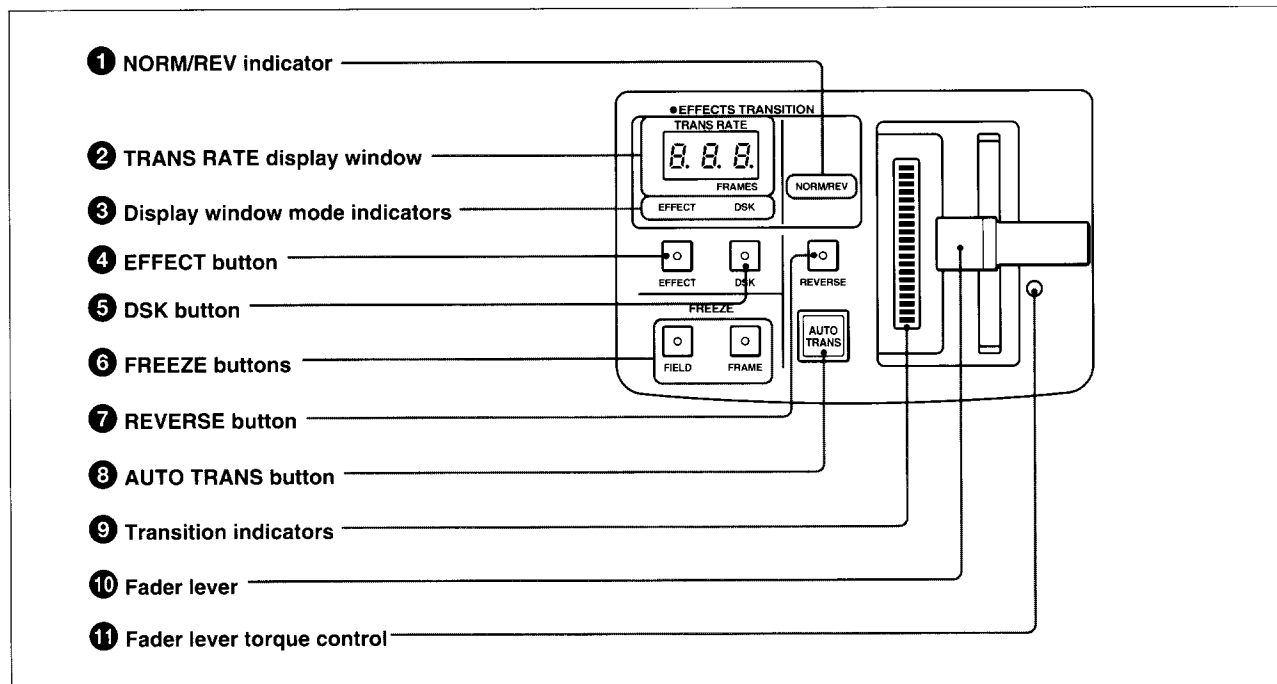 1 NORM/REV indicator
2 TRANS RATE display window
3 Display window mode indicators
4 EFFECT button
5 DSK button
6 FREEZE buttons
7 REVERSE button
8 AUTO TRANS button
9 Transition indicators
10 Fader lever
11 Fader lever torque control
●EFFECTS TRANSITION
TRANS RATE
8. 8. 8.
FRAMES
EFFECT DSK
NORM/REV
EFFECT DSK REVERSE
FREEZE
FIELD FRAME
AUTO
TRANS